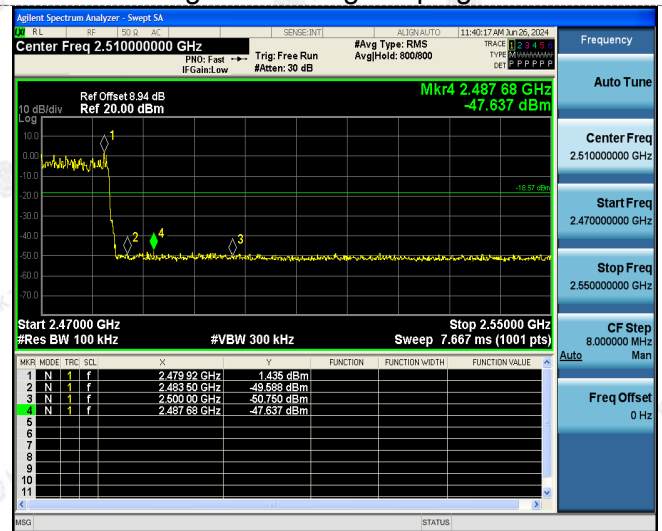 Agilent Spectrum Analyzer - Swept SA
LXI RL RF 50 Ω AC SENSE:INT ALIGN AUTO 11:40:17 AM Jun 26, 2024
Center Freq 2.510000000 GHz
PNO: Fast
IFGain:Low
Trig: Free Run
#Atten: 30 dB
#Avg Type: RMS
Avg|Hold: 800/800
TRACE 1 2 3 4 5 6
TYPE M W W W W W
DET P P P P P P
Mkr4 2.487 68 GHz
-47.637 dBm
Ref Offset 8.94 dB
10 dB/div Ref 20.00 dBm
Log
10.0
0.00
-10.0
-20.0
-30.0
-40.0
-50.0
-60.0
-70.0
1
2
4
3
-18.57 dBm
Start 2.47000 GHz Stop 2.55000 GHz
#Res BW 100 kHz #VBW 300 kHz Sweep 7.667 ms (1001 pts)
MKR MODE TRC SCL X Y FUNCTION FUNCTION WIDTH FUNCTION VALUE
1 N 1 f 2.479 92 GHz 1.435 dBm
2 N 1 f 2.483 50 GHz -49.588 dBm
3 N 1 f 2.500 00 GHz -50.750 dBm
4 N 1 f 2.487 68 GHz -47.637 dBm
5
6
7
8
9
10
11
MSG STATUS
Frequency
Auto Tune
Center Freq
2.510000000 GHz
Start Freq
2.470000000 GHz
Stop Freq
2.550000000 GHz
CF Step
8.000000 MHz
Auto Man
Freq Offset
0 Hz